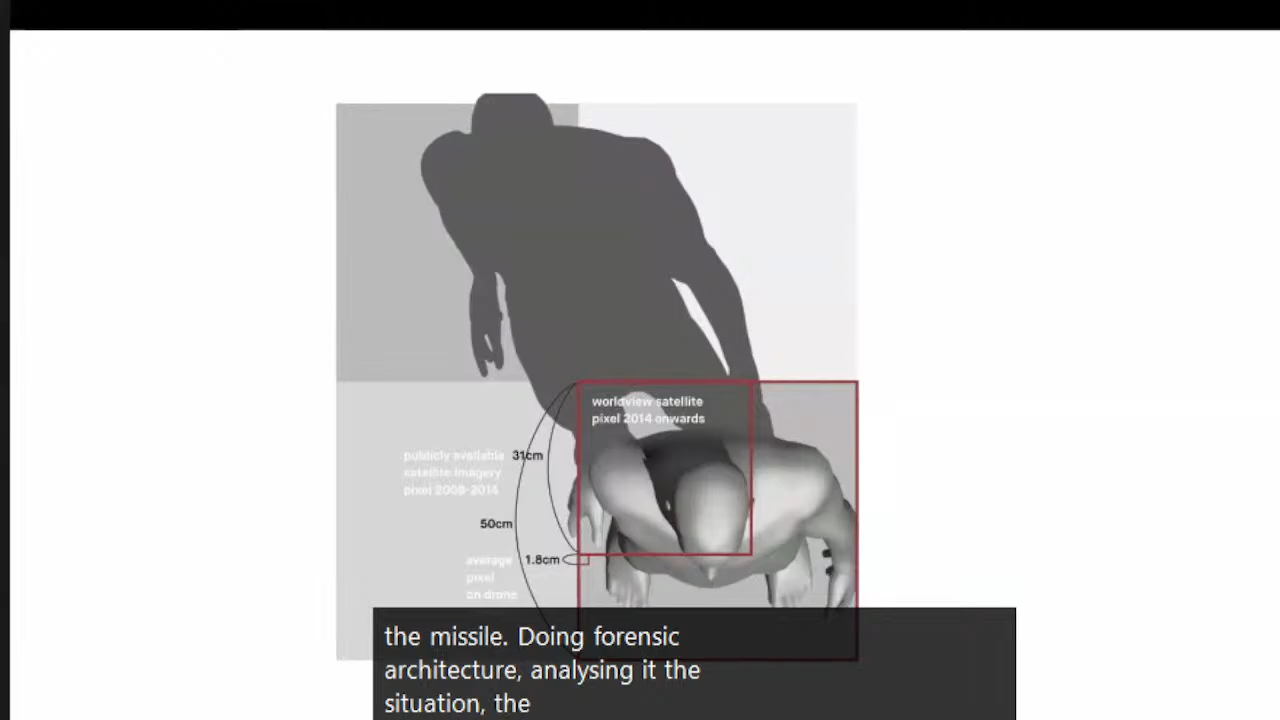 worldview satellite
pixel 2014 onwards
publicly available
satellite imagery
pixel 2008-2014
31cm
50cm
average
pixel
on drone
1.8cm
the missile. Doing forensic
architecture, analysing it the
situation, the